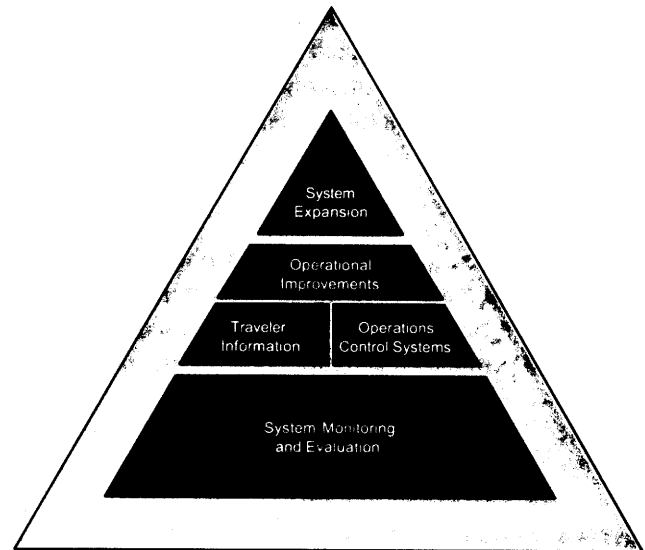 System
Expansion
Operational
Improvements
Traveler
Information
Operations
Control Systems
System Monitoring
and Evaluation